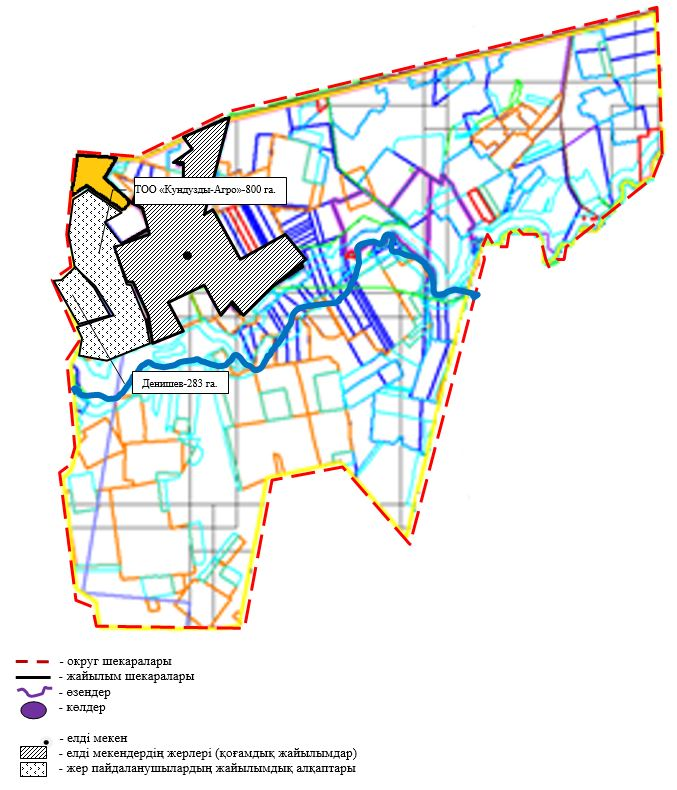 ТОО «Кундузды-Агро»-800 га.
Денишев-283 га.
- округ шекаралары
- жайылым шекаралары
- өзендер
- көлдер
- елді мекен
- елді мекендердің жерлері (қоғамдық жайылымдар)
- жер пайдаланушылардың жайылымдық алқаптары